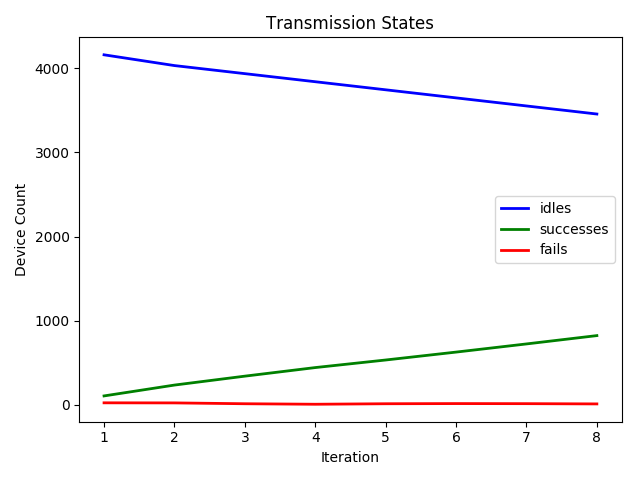 Transmission States
4000
3000
2000
1000
0
Device Count
idles
successes
fails
1 2 3 4 5 6 7 8
Iteration